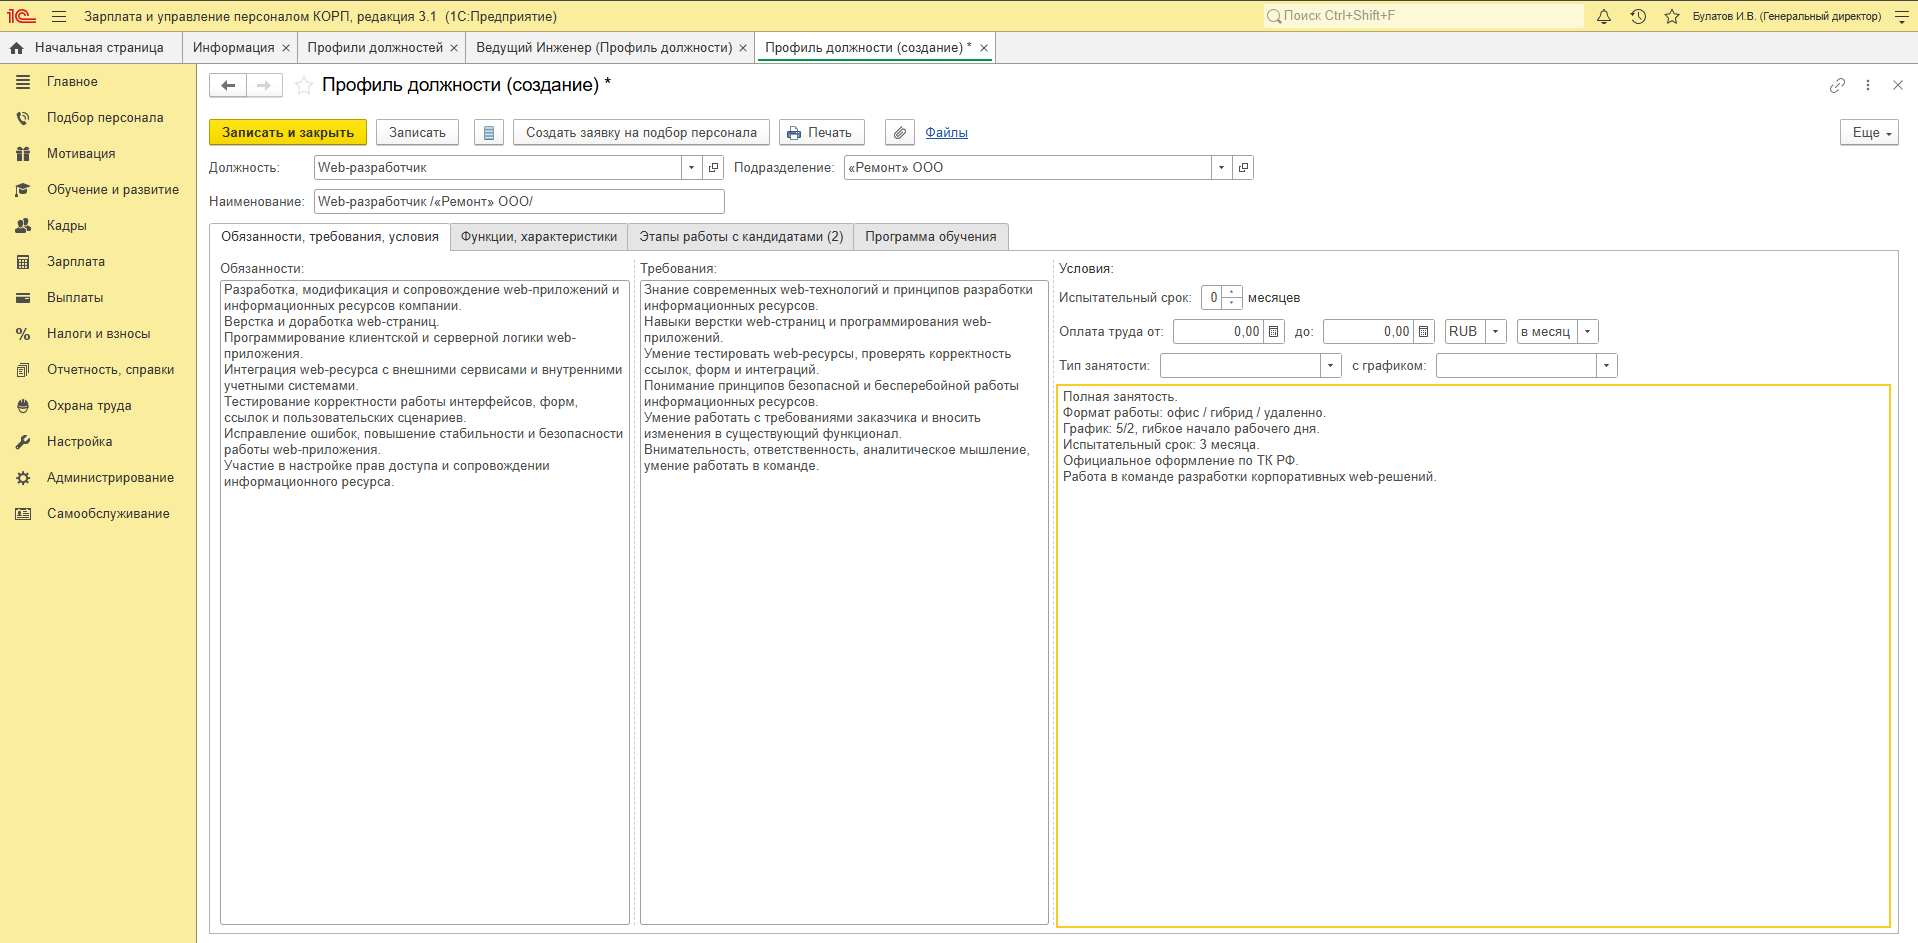 1С Зарплата и управление персоналом КОРП, редакция 3.1 (1С:Предприятие) Поиск Ctrl+Shift+F Булатов И.В. (Генеральный директор)
Начальная страница Информация × Профили должностей × Ведущий Инженер (Профиль должности) × Профиль должности (создание) * ×
Главное
Подбор персонала
Мотивация
Обучение и развитие
Кадры
Зарплата
Выплаты
Налоги и взносы
Отчетность, справки
Охрана труда
Настройка
Администрирование
Самообслуживание
Профиль должности (создание) *
Записать и закрыть Записать Создать заявку на подбор персонала Печать Файлы Еще
Должность: Web-разработчик Подразделение: «Ремонт» ООО
Наименование: Web-разработчик /«Ремонт» ООО/
Обязанности, требования, условия Функции, характеристики Этапы работы с кандидатами (2) Программа обучения
Обязанности:
Разработка, модификация и сопровождение web-приложений и
информационных ресурсов компании.
Верстка и доработка web-страниц.
Программирование клиентской и серверной логики web-
приложения.
Интеграция web-ресурса с внешними сервисами и внутренними
учетными системами.
Тестирование корректности работы интерфейсов, форм,
ссылок и пользовательских сценариев.
Исправление ошибок, повышение стабильности и безопасности
работы web-приложения.
Участие в настройке прав доступа и сопровождении
информационного ресурса.
Требования:
Знание современных web-технологий и принципов разработки
информационных ресурсов.
Навыки верстки web-страниц и программирования web-
приложений.
Умение тестировать web-ресурсы, проверять корректность
ссылок, форм и интеграций.
Понимание принципов безопасной и бесперебойной работы
информационных ресурсов.
Умение работать с требованиями заказчика и вносить
изменения в существующий функционал.
Внимательность, ответственность, аналитическое мышление,
умение работать в команде.
Условия:
Испытательный срок: 0 месяцев
Оплата труда от: 0,00 до: 0,00 RUB в месяц
Тип занятости: с графиком:
Полная занятость.
Формат работы: офис / гибрид / удаленно.
График: 5/2, гибкое начало рабочего дня.
Испытательный срок: 3 месяца.
Официальное оформление по ТК РФ.
Работа в команде разработки корпоративных web-решений.